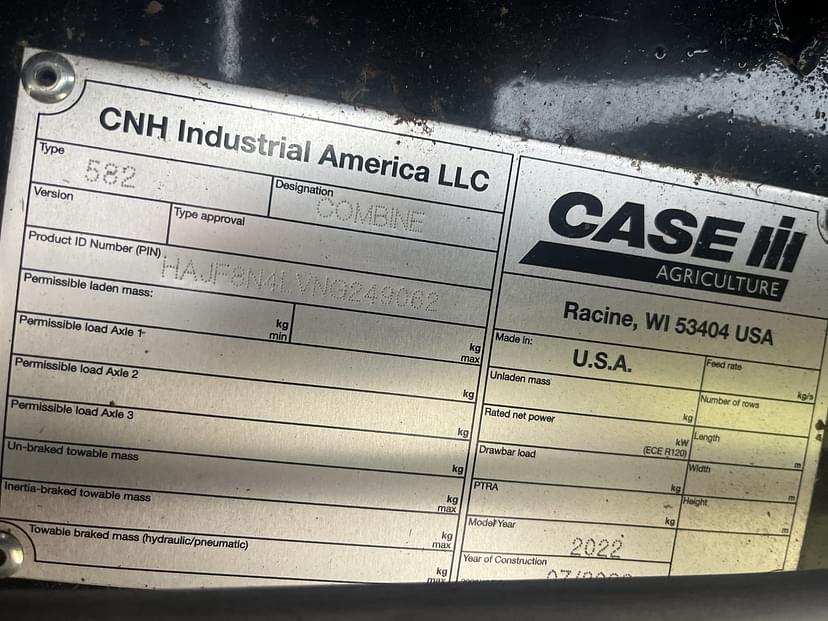 CNH Industrial America LLC
Type
582
Designation
COMBINE
Version
Type approval
Product ID Number (PIN)
HAJF8N4LVNG249062
Permissible laden mass:
kg
min
kg
max
Permissible load Axle 1
kg
Permissible load Axle 2
kg
Permissible load Axle 3
kg
Un-braked towable mass
kg
max
Inertia-braked towable mass
kg
max
Towable braked mass (hydraulic/pneumatic)
kg
max
CASE IH
AGRICULTURE
Racine, WI 53404 USA
Made in:
U.S.A.
Feed rate
kg/s
Unladen mass
kg
Number of rows
Rated net power
kW
(ECE R120)
Length
m
Drawbar load
kg
Width
m
PTRA
kg
Height
m
Model Year
2022
Year of Construction